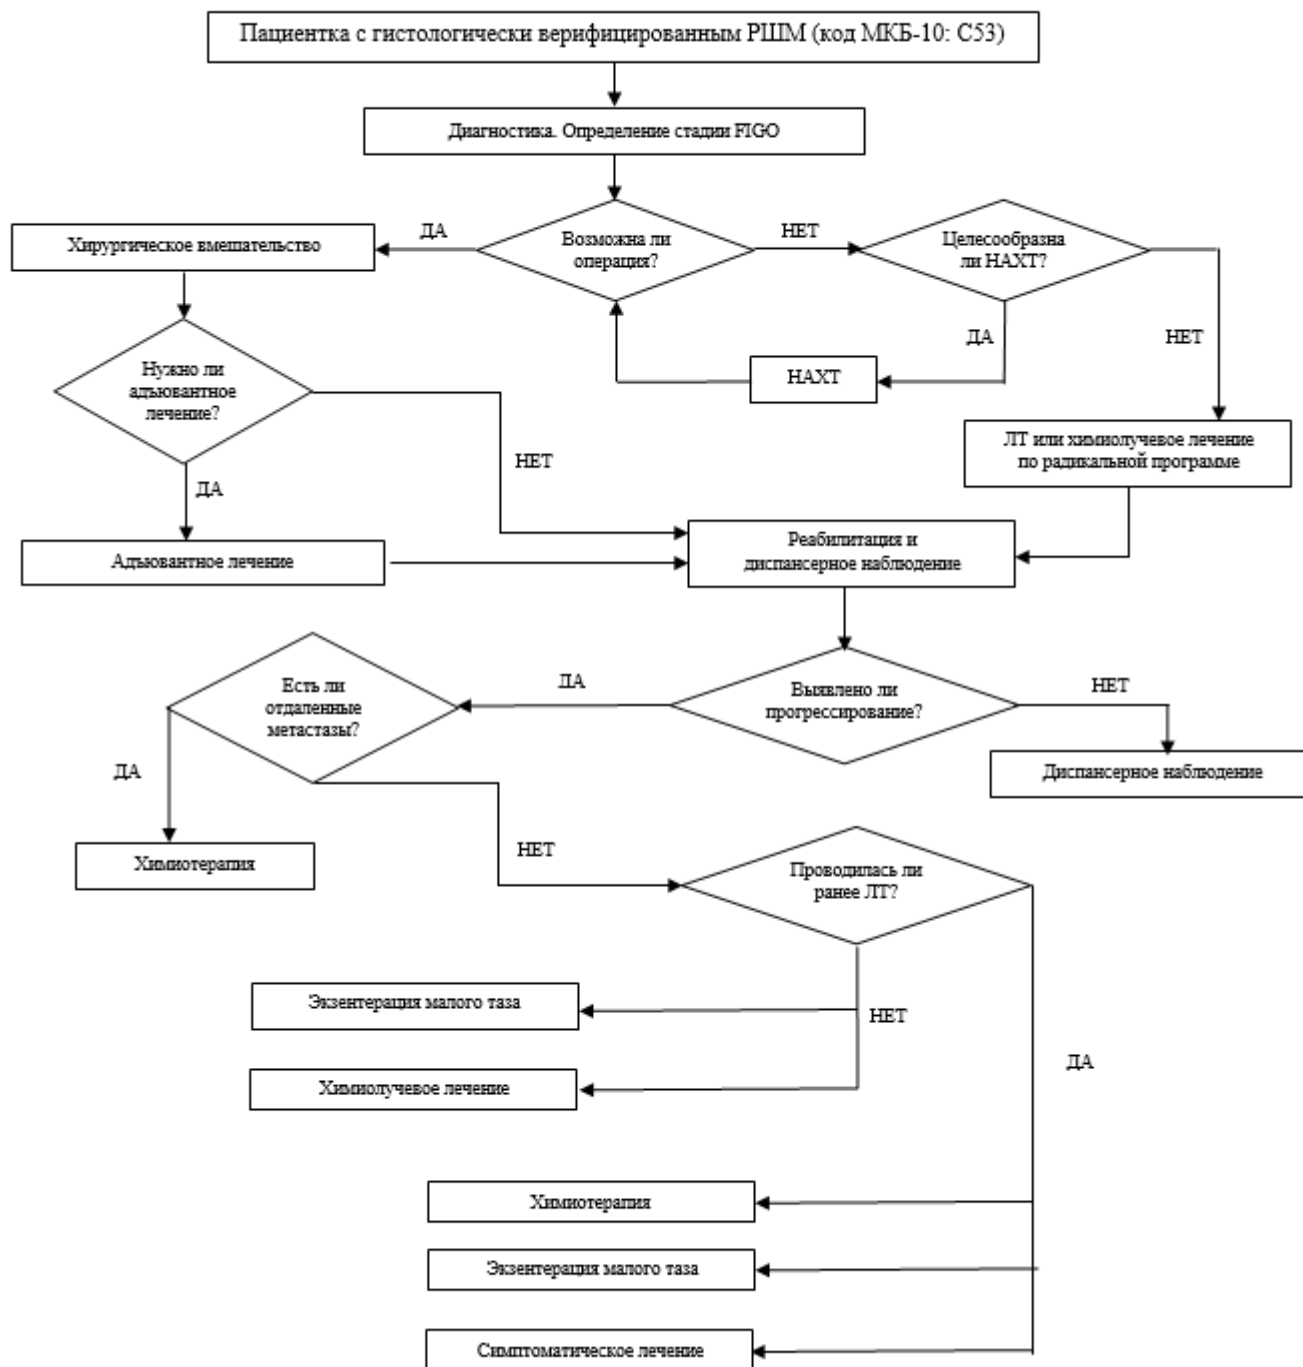 Пациентка с гистологически верифицированным РШМ (код МКБ-10: С53)
Диагностика. Определение стадии FIGO
ДА
Хирургическое вмешательство
Возможна ли
операция?
НЕТ
Целесообразна
ли НАХТ?
ДА
НЕТ
НАХТ
Нужно ли
адъювантное
лечение?
НЕТ
ЛТ или химиолучевое лечение
по радикальной программе
ДА
Адъювантное лечение
Реабилитация и
диспансерное наблюдение
Есть ли
отдаленные
метастазы?
ДА
Выявлено ли
прогрессирование?
НЕТ
ДА
Диспансерное наблюдение
Химиотерапия
НЕТ
Проводилась ли
ранее ЛТ?
Экзентерация малого таза
НЕТ
Химиолучевое лечение
ДА
Химиотерапия
Экзентерация малого таза
Симптоматическое лечение